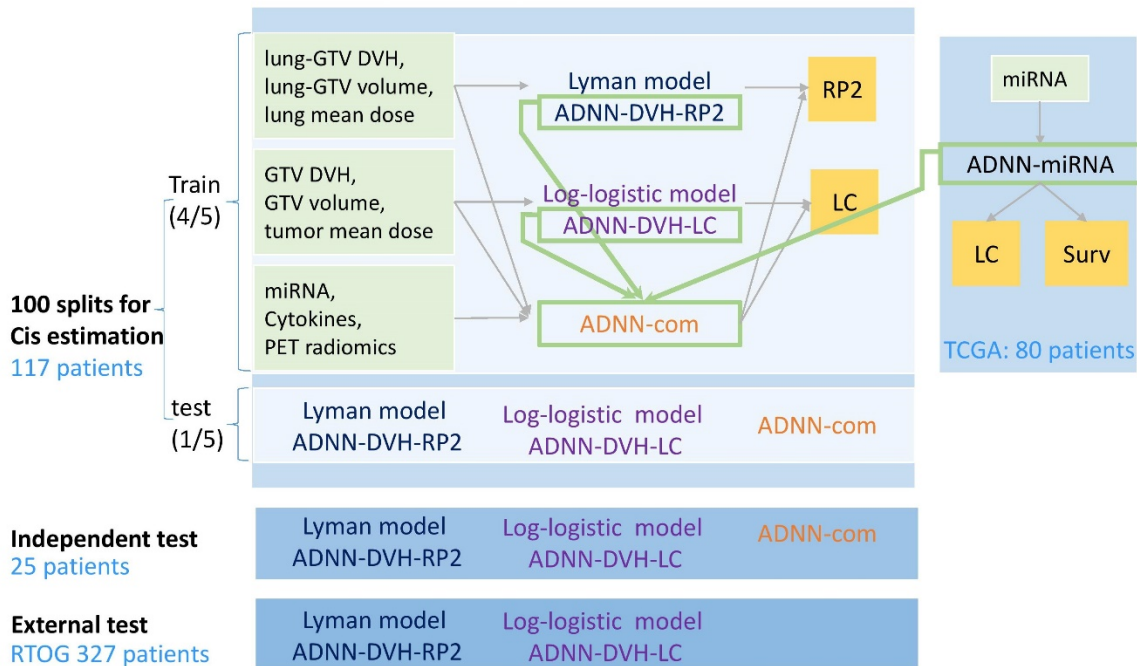 lung-GTV DVH,
lung-GTV volume,
lung mean dose
Lyman model
ADNN-DVH-RP2
RP2
Train
(4/5)
GTV DVH,
GTV volume,
tumor mean dose
Log-logistic model
ADNN-DVH-LC
LC
miRNA,
Cytokines,
PET radiomics
ADNN-com
miRNA
ADNN-miRNA
LC
Surv
TCGA: 80 patients
100 splits for
Cis estimation
117 patients
test
(1/5)
Lyman model
ADNN-DVH-RP2
Log-logistic model
ADNN-DVH-LC
ADNN-com
Independent test
25 patients
Lyman model
ADNN-DVH-RP2
Log-logistic model
ADNN-DVH-LC
ADNN-com
External test
RTOG 327 patients
Lyman model
ADNN-DVH-RP2
Log-logistic model
ADNN-DVH-LC